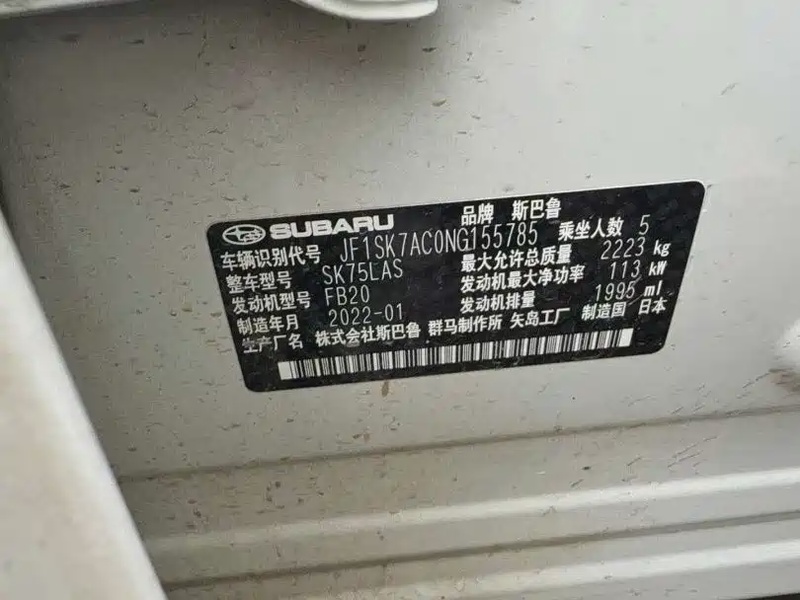 SUBARU 品牌 斯巴鲁
车辆识别代号 JF1SK7AC0NG155785 乘坐人数 5
整车型号 SK75LAS 最大允许总质量 2223 kg
发动机型号 FB20 发动机最大净功率 113 kW
制造年月 2022-01 发动机排量 1995 ml
生产厂名 株式会社斯巴鲁 群马制作所 矢岛工厂 制造国 日本